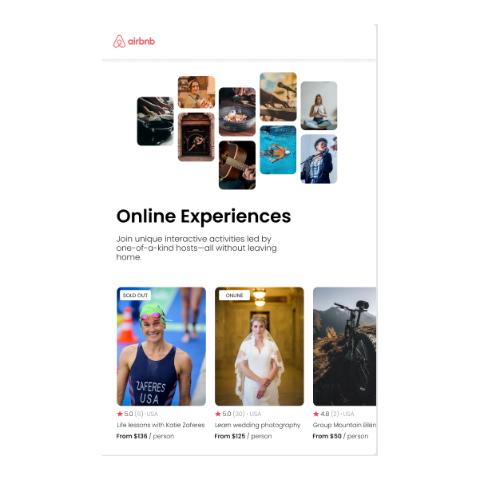 airbnb
Online Experiences
Join unique interactive activities led by
one-of-a-kind hosts—all without leaving
home.
SOLD OUT
ZAFERES
USA
5.0 (6) · USA
Life lessons with Katie Zaferes
From $136 / person
ONLINE
5.0 (30) · USA
Learn wedding photography
From $125 / person
4.8 (2) · USA
Group Mountain Bikin
From $50 / person